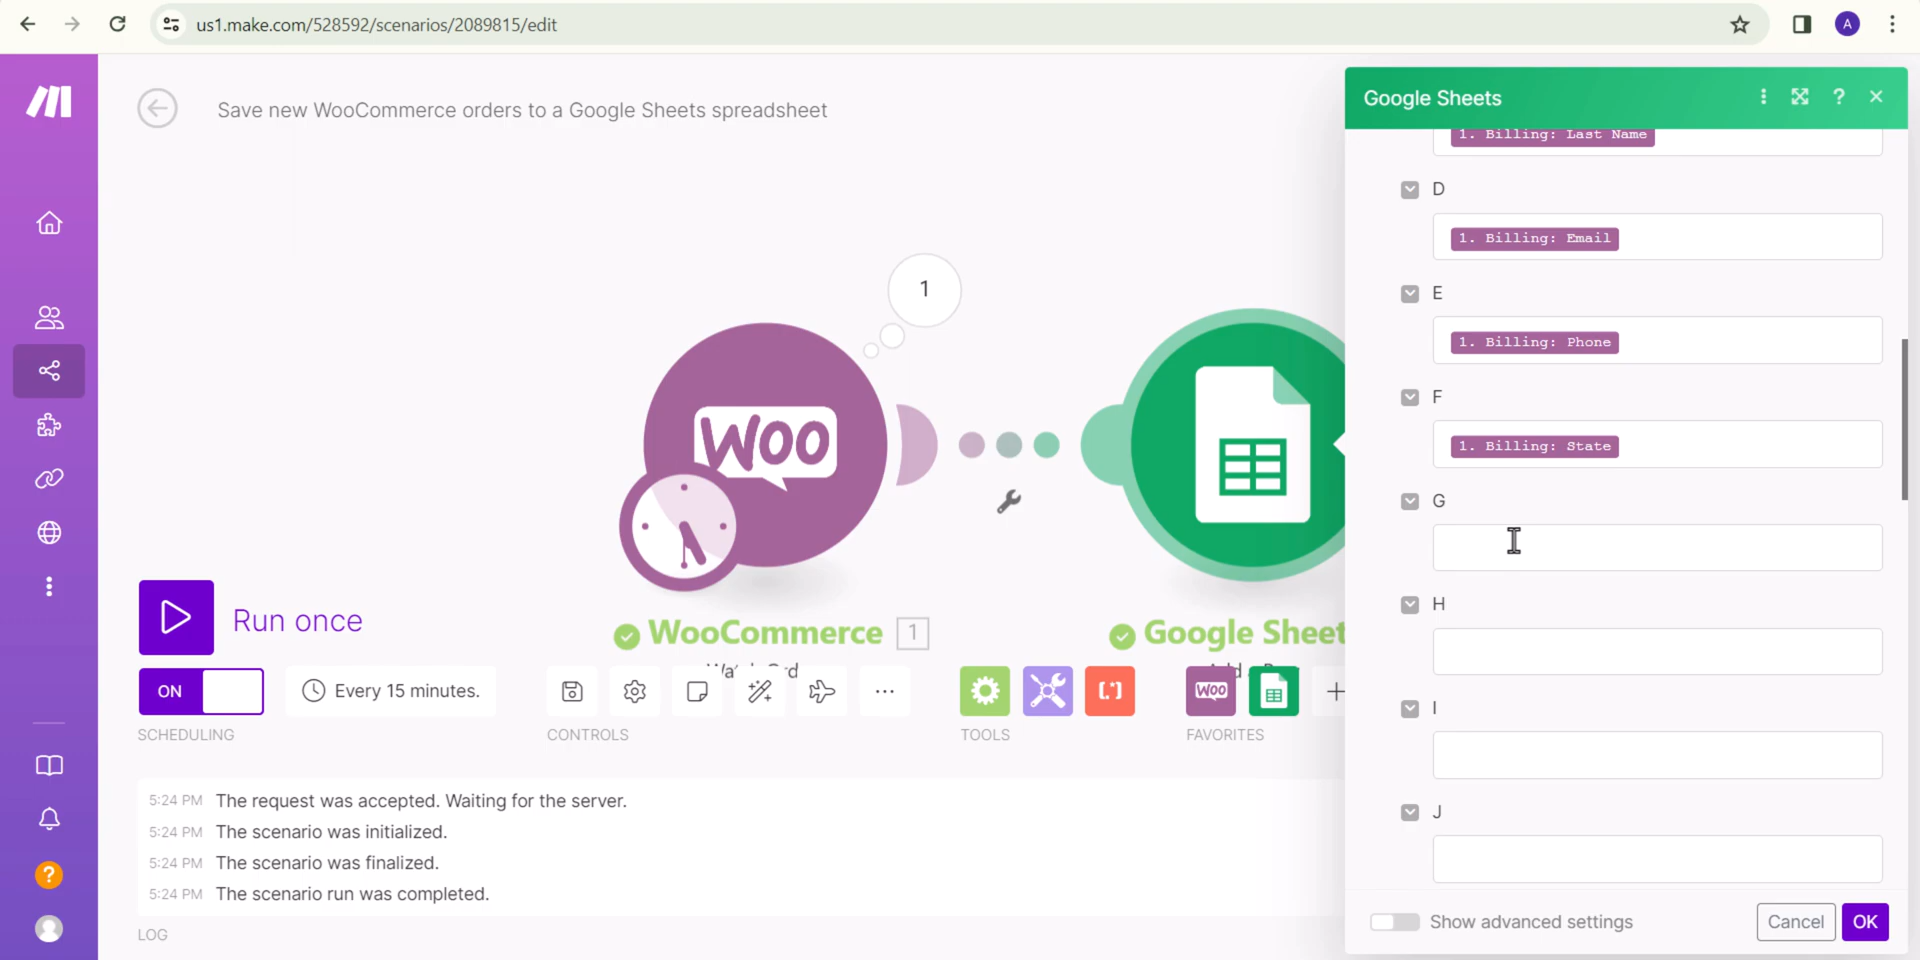 us1.make.com/528592/scenarios/2089815/edit
A
Save new WooCommerce orders to a Google Sheets spreadsheet
Google Sheets
?
1. Billing: Last Name
D
1. Billing: Email
E
1. Billing: Phone
F
1. Billing: State
G
H
I
J
1
WOO
WooCommerce 1
Google Sheet
Run once
ON
Every 15 minutes.
[.*]
WOO
SCHEDULING
CONTROLS
TOOLS
FAVORITES
5:24 PM The request was accepted. Waiting for the server.
5:24 PM The scenario was initialized.
5:24 PM The scenario was finalized.
5:24 PM The scenario run was completed.
LOG
?
Show advanced settings
Cancel
OK